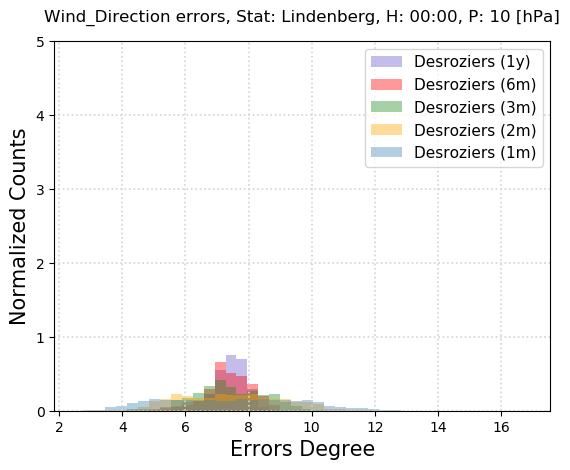 Wind_Direction errors, Stat: Lindenberg, H: 00:00, P: 10 [hPa]
5
4
3
2
1
0
Normalized Counts
Desroziers (1y)
Desroziers (6m)
Desroziers (3m)
Desroziers (2m)
Desroziers (1m)
2 4 6 8 10 12 14 16
Errors Degree